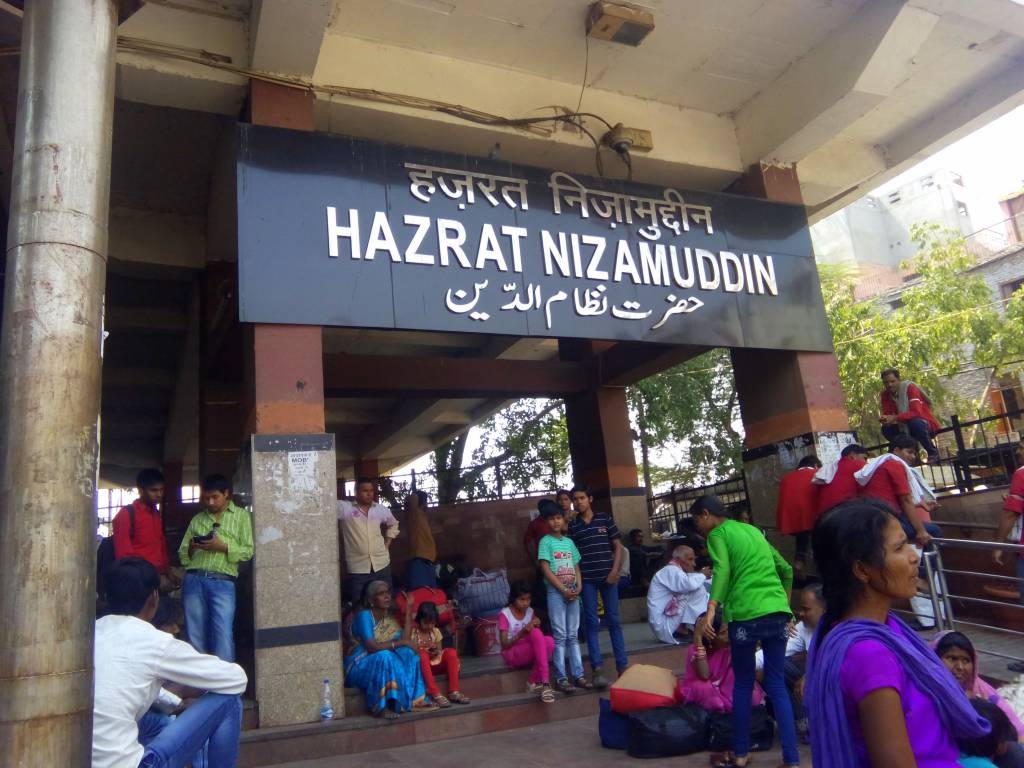 हज़रत निज़ामुद्दीन
HAZRAT NIZAMUDDIN
حضرت نظام الدّین